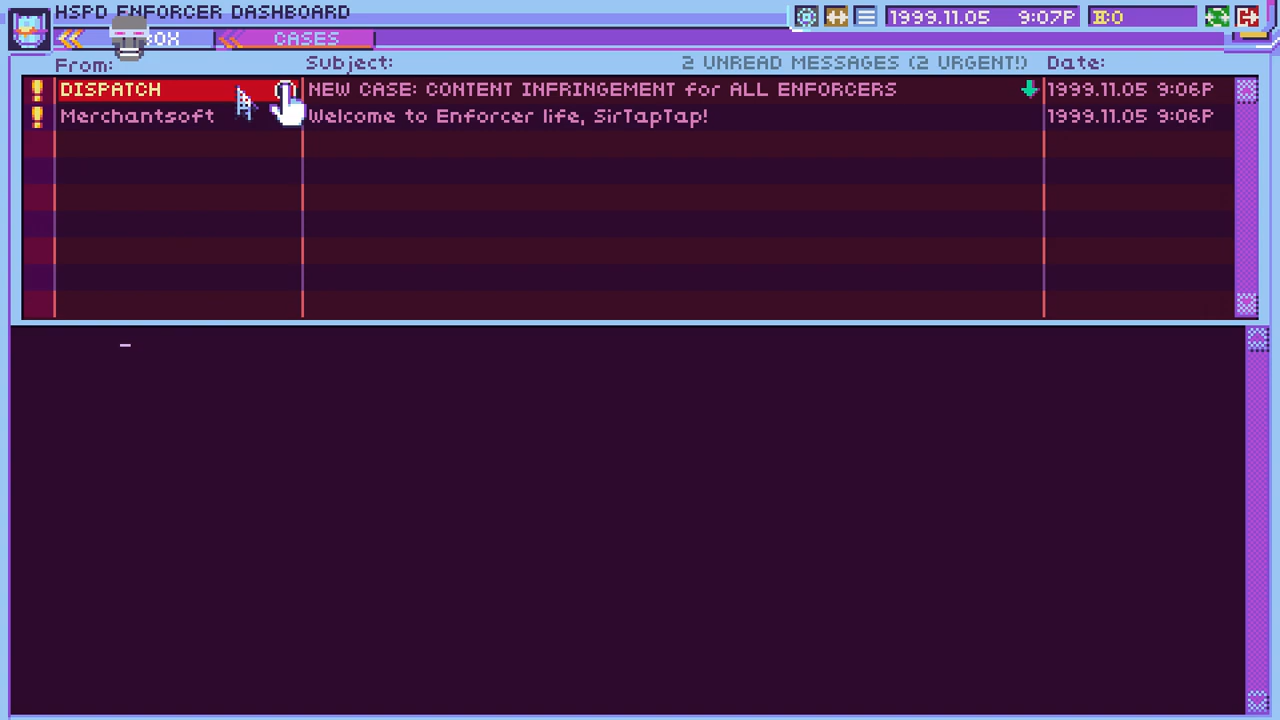 HSPD ENFORCER DASHBOARD
1999.11.05 9:07P
:0
CASES
From:
Subject:
2 UNREAD MESSAGES (2 URGENT!)
Date:
DISPATCH
NEW CASE: CONTENT INFRINGEMENT for ALL ENFORCERS
1999.11.05 9:06P
Merchantsoft
Welcome to Enforcer life, SirTapTap!
1999.11.05 9:06P